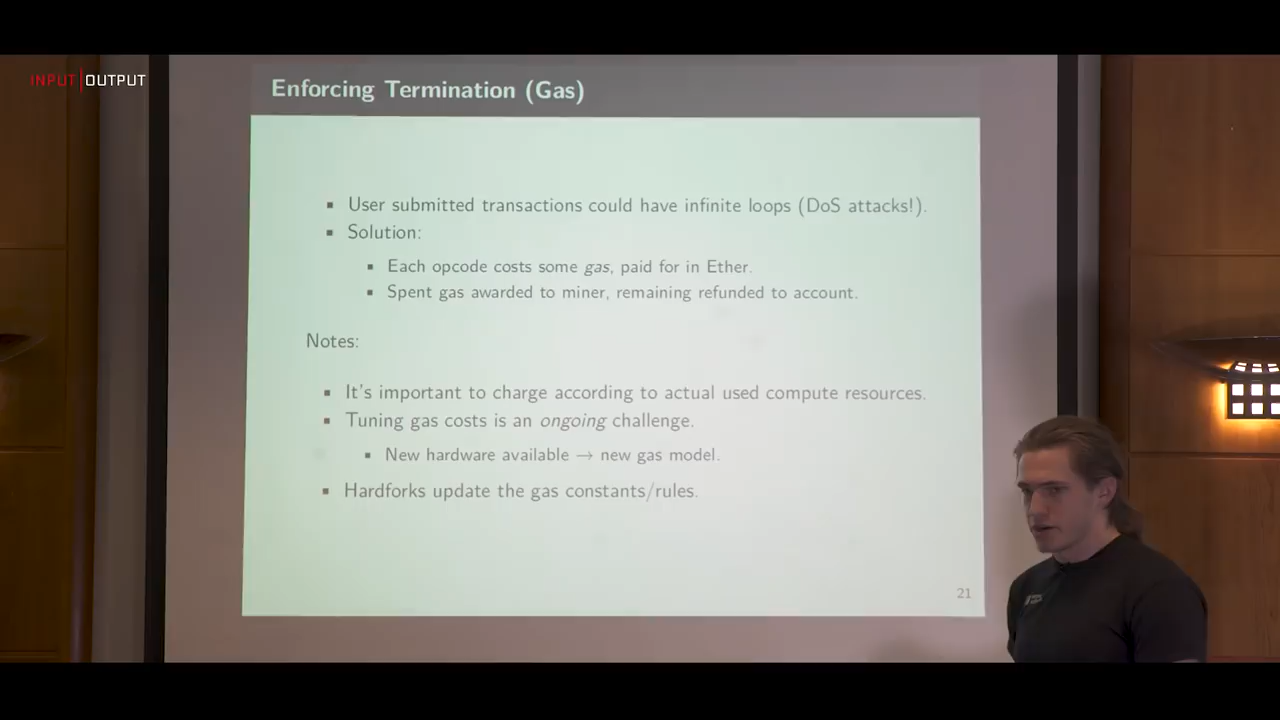 INPUT|OUTPUT
Enforcing Termination (Gas)
▪ User submitted transactions could have infinite loops (DoS attacks!).
▪ Solution:
▪ Each opcode costs some gas, paid for in Ether.
▪ Spent gas awarded to miner, remaining refunded to account.
Notes:
▪ It's important to charge according to actual used compute resources.
▪ Tuning gas costs is an ongoing challenge.
▪ New hardware available → new gas model.
▪ Hardforks update the gas constants/rules.
21